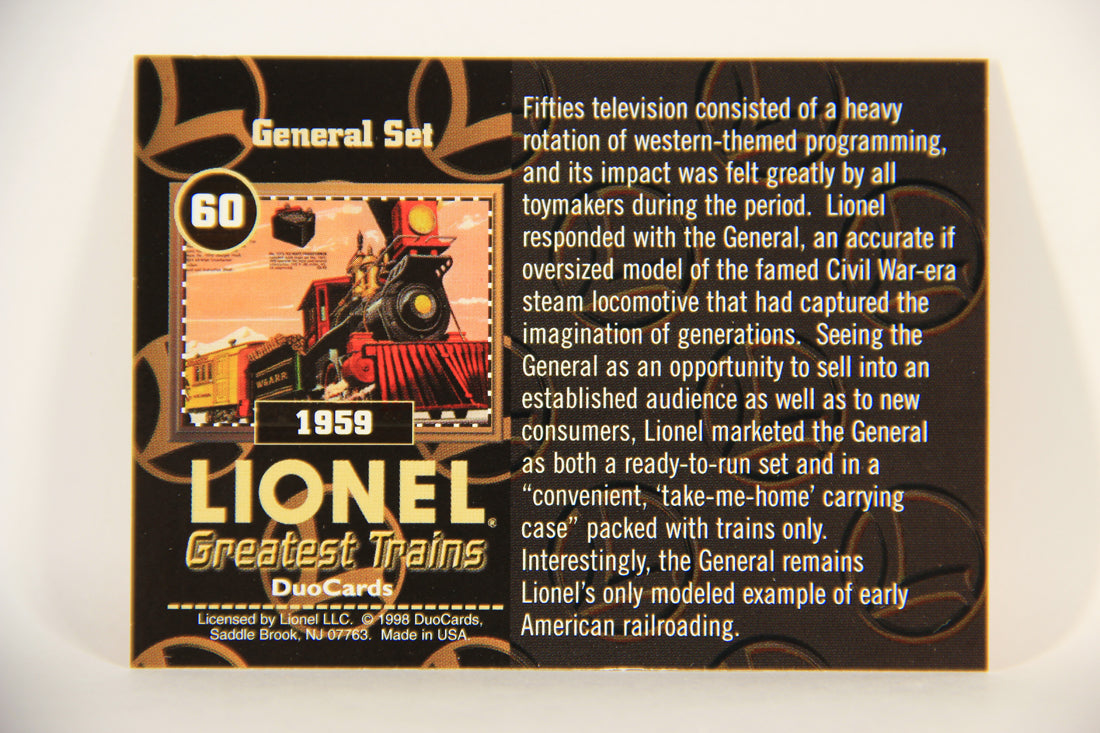 General Set
60
W.& A.R.R.
1959
LIONEL®
Greatest Trains
DuoCards
Licensed by Lionel LLC. © 1998 DuoCards,
Saddle Brook, NJ 07763. Made in USA.
Fifties television consisted of a heavy
rotation of western-themed programming,
and its impact was felt greatly by all
toymakers during the period. Lionel
responded with the General, an accurate if
oversized model of the famed Civil War-era
steam locomotive that had captured the
imagination of generations. Seeing the
General as an opportunity to sell into an
established audience as well as to new
consumers, Lionel marketed the General
as both a ready-to-run set and in a
“convenient, ‘take-me-home’ carrying
case” packed with trains only.
Interestingly, the General remains
Lionel’s only modeled example of early
American railroading.